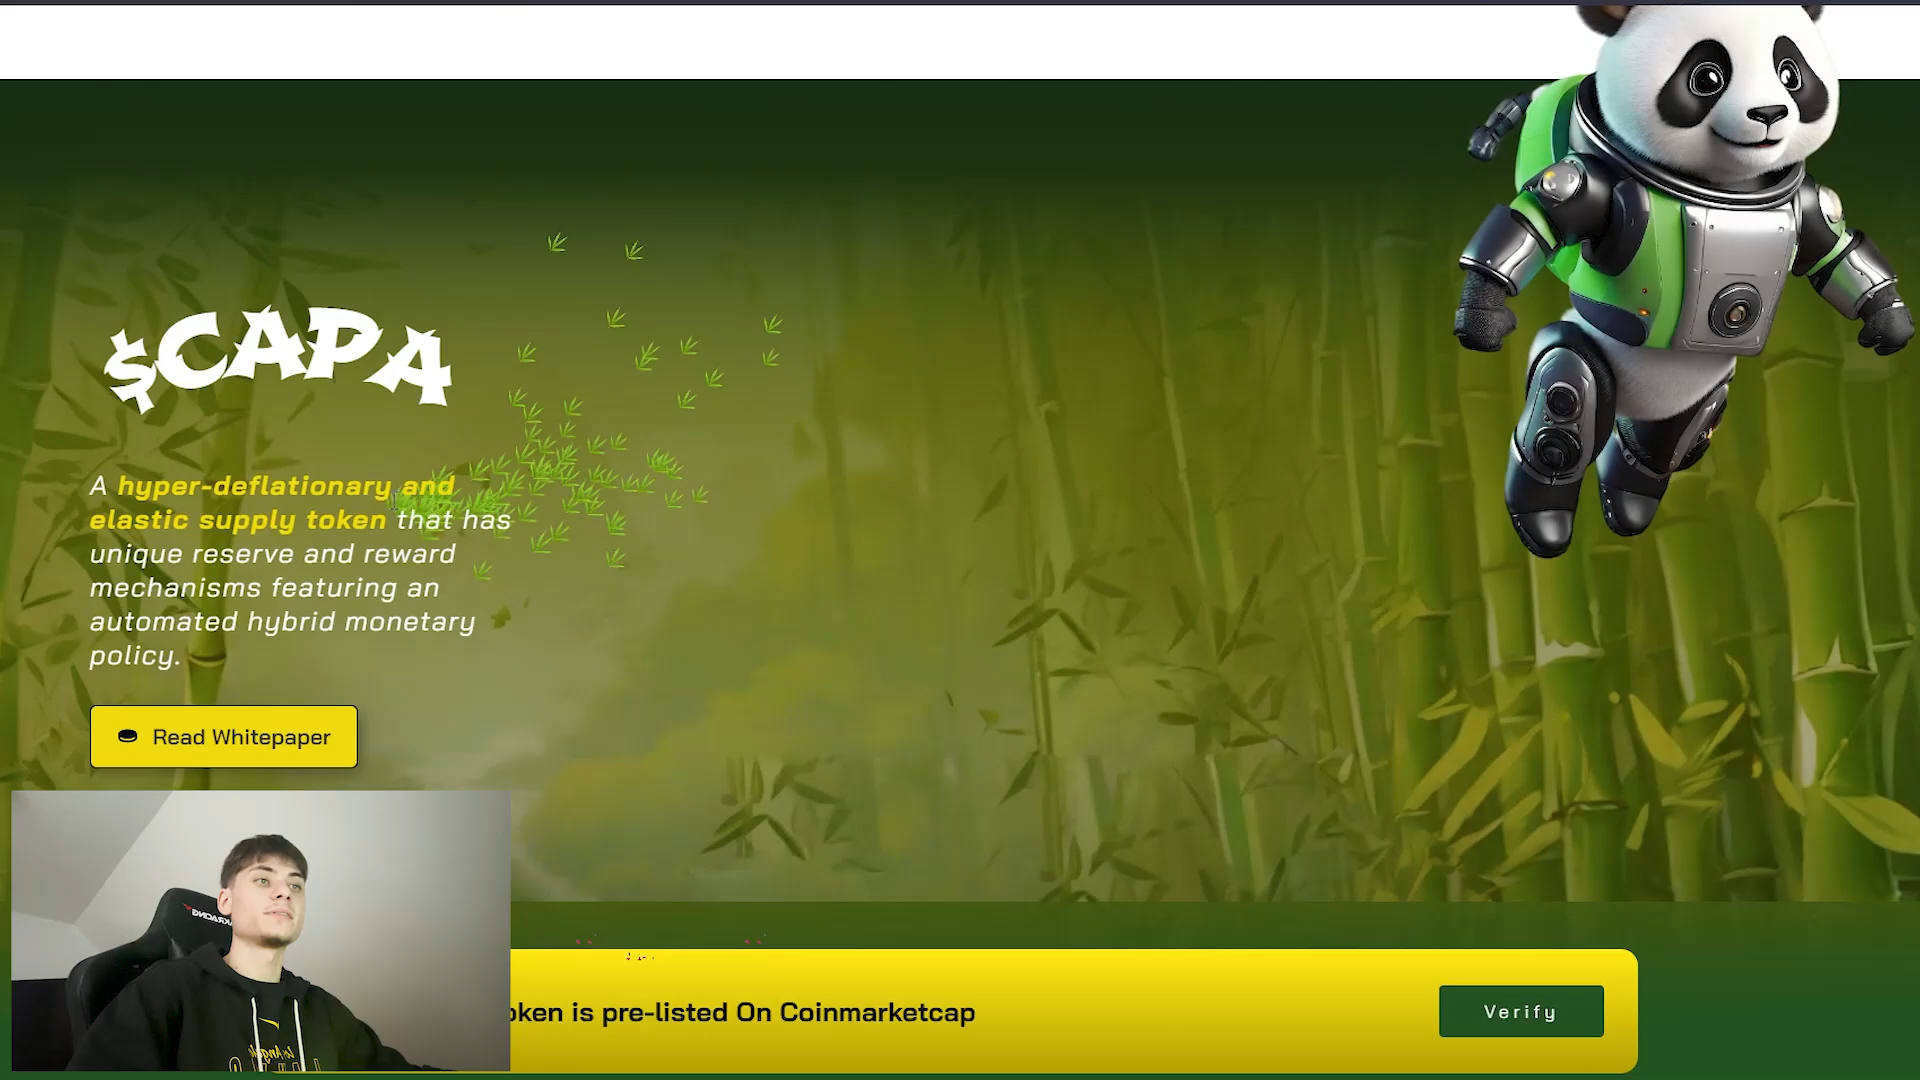 $CAPA
A hyper-deflationary and
elastic supply token that has
unique reserve and reward
mechanisms featuring an
automated hybrid monetary
policy.
Read Whitepaper
oken is pre-listed On Coinmarketcap
Verify